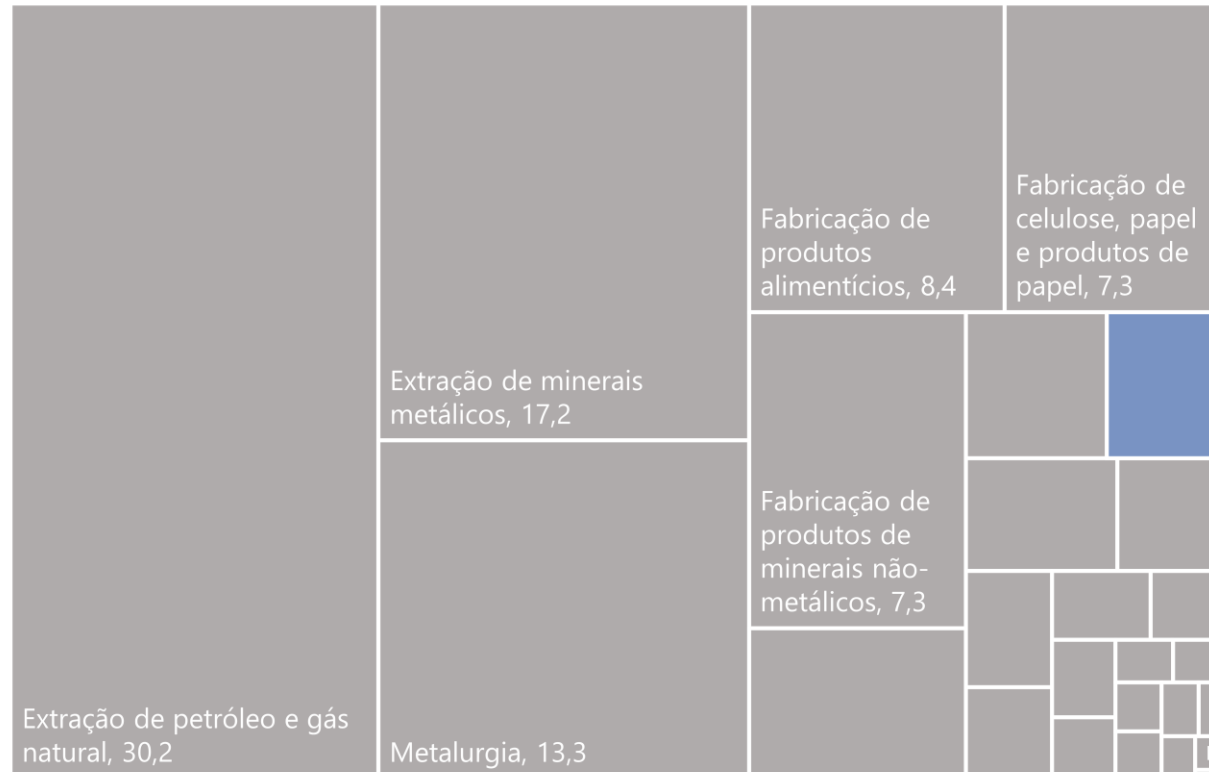 Extração de petróleo e gás
natural, 30,2
Extração de minerais
metálicos, 17,2
Metalurgia, 13,3
Fabricação de
produtos
alimentícios, 8,4
Fabricação de
celulose, papel
e produtos de
papel, 7,3
Fabricação de
produtos de
minerais não-
metálicos, 7,3